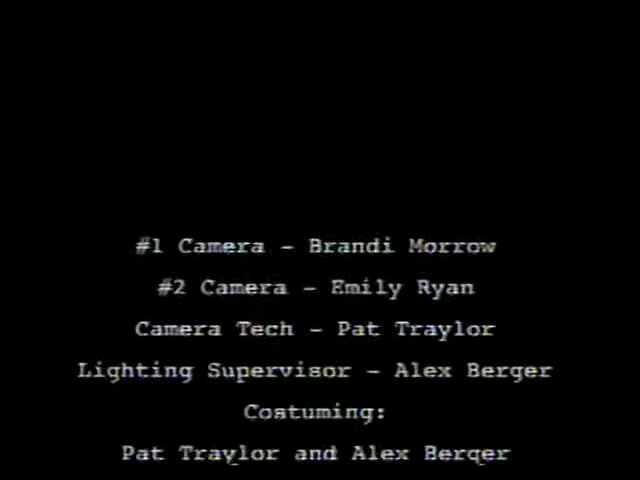 #1 Camera - Brandi Morrow
#2 Camera - Emily Ryan
Camera Tech - Pat Traylor
Lighting Supervisor - Alex Berger
Costuming:
Pat Traylor and Alex Berger